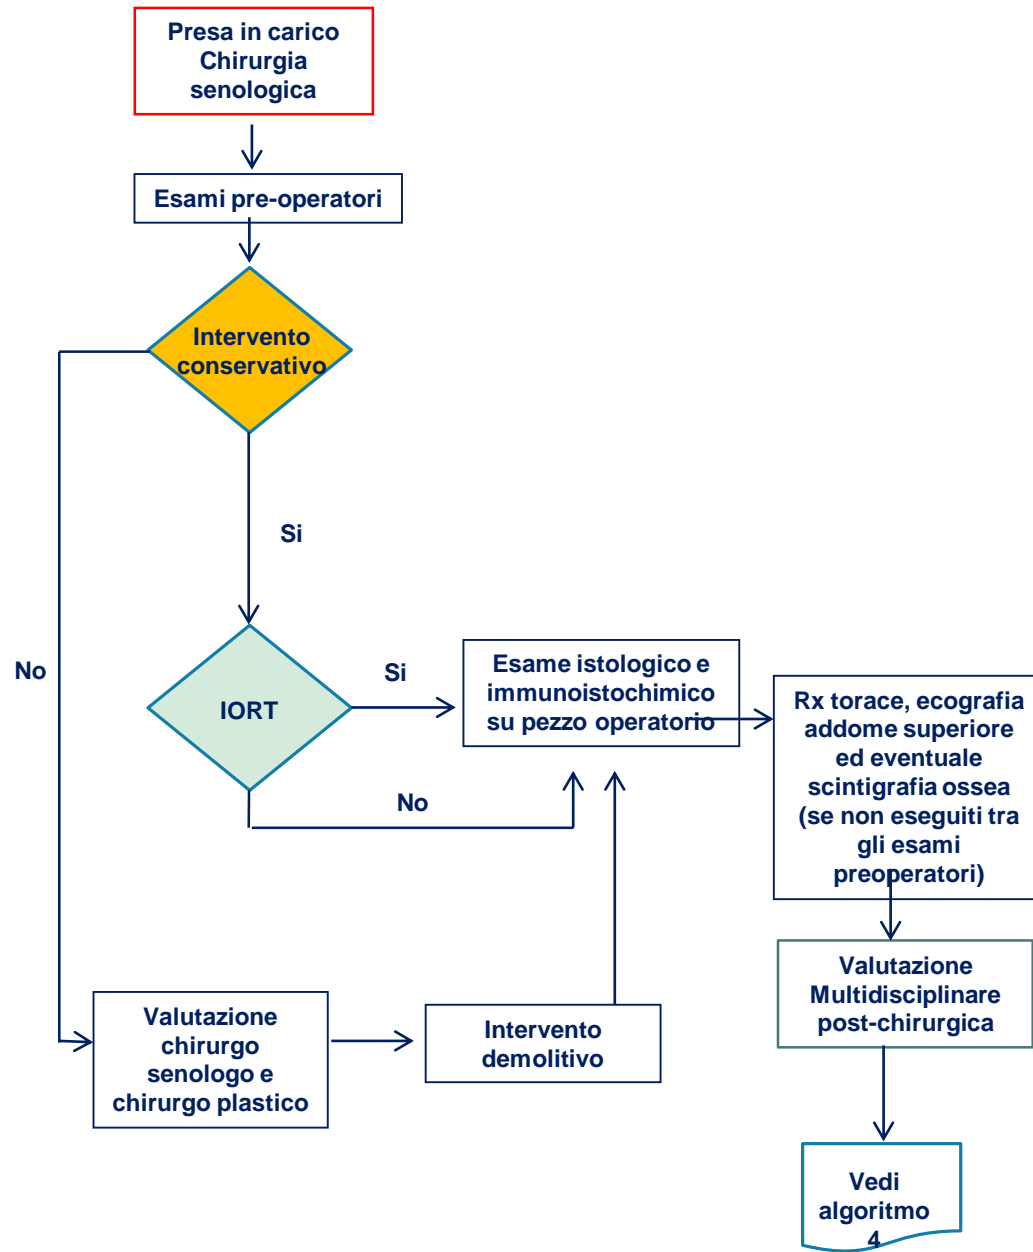 Presa in carico
Chirurgia
senologica
Esami pre-operatori
Intervento
conservativo
Si
No
IORT
Si
No
Esame istologico e
immunoistochimico
su pezzo operatorio
Rx torace, ecografia
addome superiore
ed eventuale
scintigrafia ossea
(se non eseguiti tra
gli esami
preoperatori)
Valutazione
chirurgo
senologo e
chirurgo plastico
Intervento
demolitivo
Valutazione
Multidisciplinare
post-chirurgica
Vedi
algoritmo
4